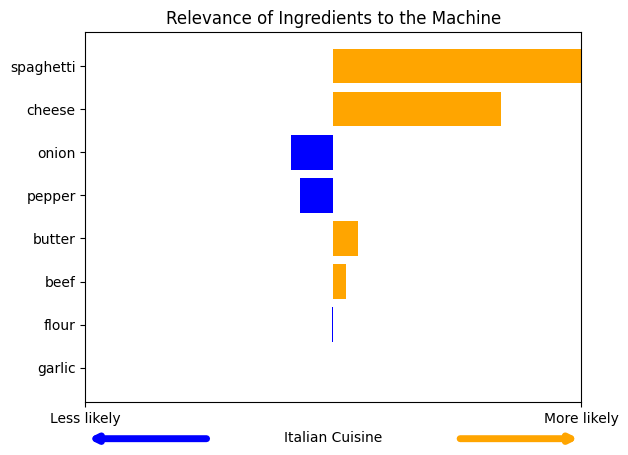 Relevance of Ingredients to the Machine
spaghetti
cheese
onion
pepper
butter
beef
flour
garlic
Less likely
More likely
Italian Cuisine